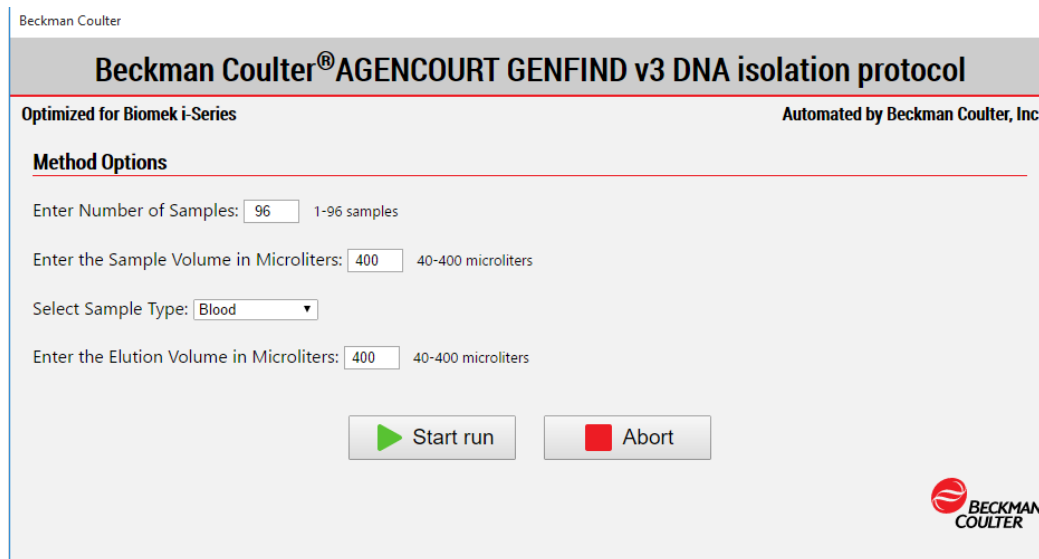 Beckman Coulter
Beckman Coulter®AGENCOURT GENFIND v3 DNA isolation protocol
Optimized for Biomek i-Series Automated by Beckman Coulter, Inc
Method Options
Enter Number of Samples: 96 1-96 samples
Enter the Sample Volume in Microliters: 400 40-400 microliters
Select Sample Type: Blood
Enter the Elution Volume in Microliters: 400 40-400 microliters
Start run Abort
BECKMAN
COULTER